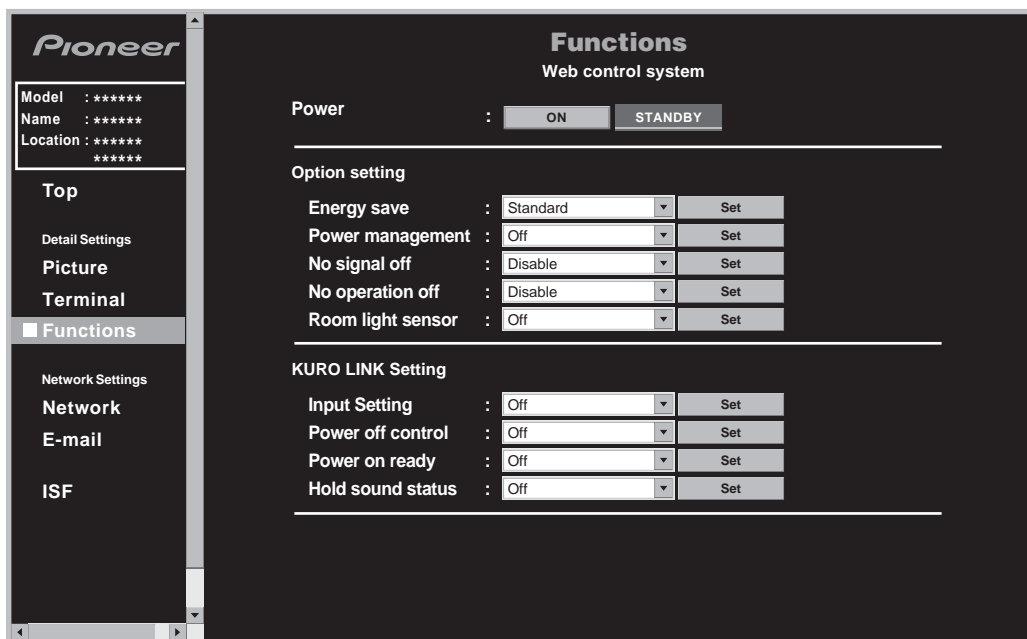 Pioneer
Model : ******
Name : ******
Location : ******
******
Top
Detail Settings
Picture
Terminal
Functions
Network Settings
Network
E-mail
ISF
Functions
Web control system
Power : ON STANDBY
Option setting
Energy save : Standard Set
Power management : Off Set
No signal off : Disable Set
No operation off : Disable Set
Room light sensor : Off Set
KURO LINK Setting
Input Setting : Off Set
Power off control : Off Set
Power on ready : Off Set
Hold sound status : Off Set